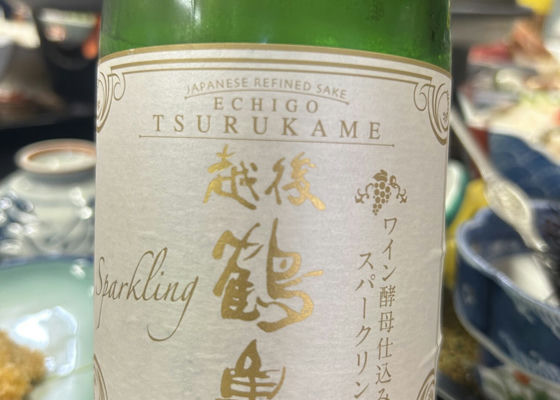 JAPANESE REFINED SAKE
ECHIGO
TSURUKAME
越後
鶴亀
Sparkling
ワイン酵母仕込み
スパークリン